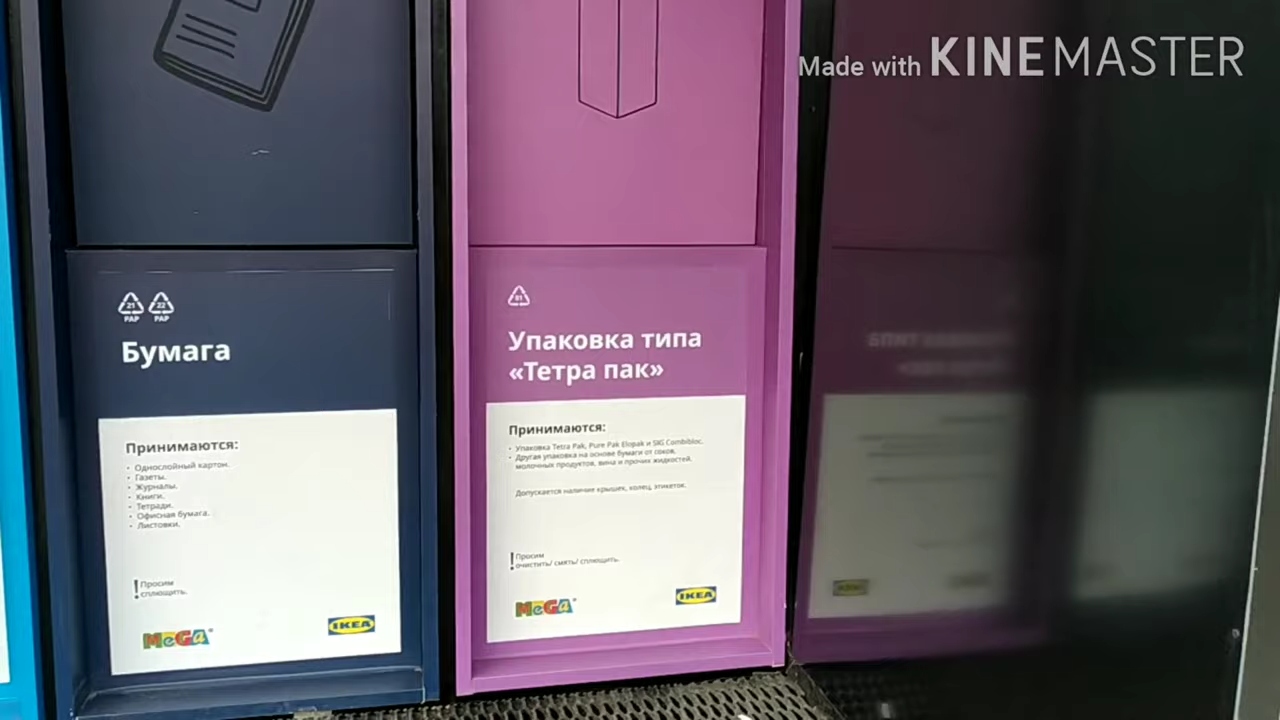 Made with KINEMASTER
21 22
PAP PAP
Бумага
Принимаются:
• Однослойный картон.
• Газеты.
• Журналы.
• Книги.
• Тетради.
• Офисная бумага.
• Листовки.
! Просим
сплющить.
MEGA
IKEA
81
Упаковка типа
«Тетра пак»
Принимаются:
• Упаковка Tetra Pak, Pure Pak Elopak и SIG Combibloc.
• Другая упаковка на основе бумаги от соков,
молочных продуктов, вина и прочих жидкостей.
Допускается наличие крышек, колец, этикеток.
! Просим
очистить/ смять/ сплющить.
MEGA
IKEA